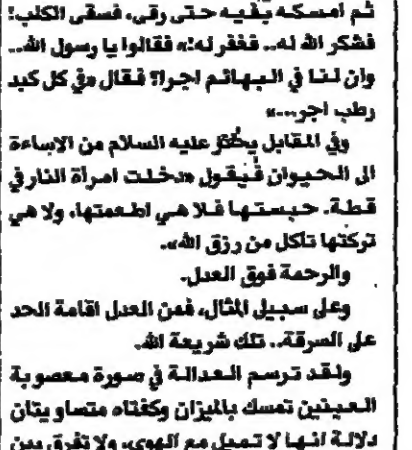 ثم امسكه بفيه حتى رقى، فسقى الكلب!
فشكر الله له.. فغفر له!» فقالوا يا رسول الله..
وان لنا في البهائم اجرا؟ فقال «في كل كبد
رطب اجر...»
وفي المقابل يحذر عليه السلام من الاساءة
الى الحيوان فيقول «دخلت امرأة النار في
قطة. حبستها فلا هي اطعمتها، ولا هي
تركتها تاكل من رزق الله».
والرحمة فوق العدل.
وعلى سبيل المثال، فمن العدل اقامة الحد
على السرقة.. تلك شريعة الله.
ولقد ترسم العدالة في صورة معصوبة
العينين تمسك بالميزان وكفتاه متساويتان
دلالة انها لا تميل مع الهوى، ولا تفرق بين